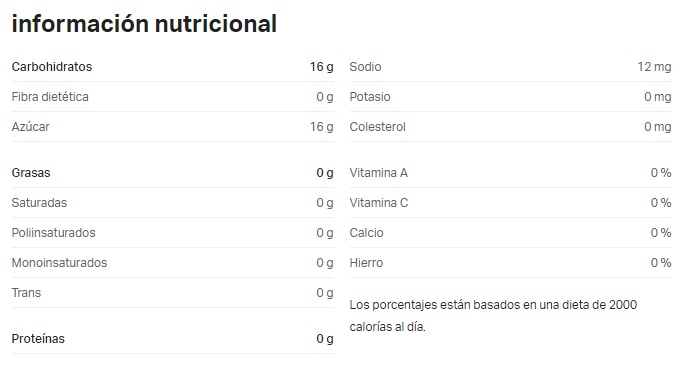 información nutricional
Carbohidratos 16 g
Fibra dietética 0 g
Azúcar 16 g
Grasas 0 g
Saturadas 0 g
Poliinsaturados 0 g
Monoinsaturados 0 g
Trans 0 g
Proteínas 0 g
Sodio 12 mg
Potasio 0 mg
Colesterol 0 mg
Vitamina A 0 %
Vitamina C 0 %
Calcio 0 %
Hierro 0 %
Los porcentajes están basados en una dieta de 2000
calorías al día.